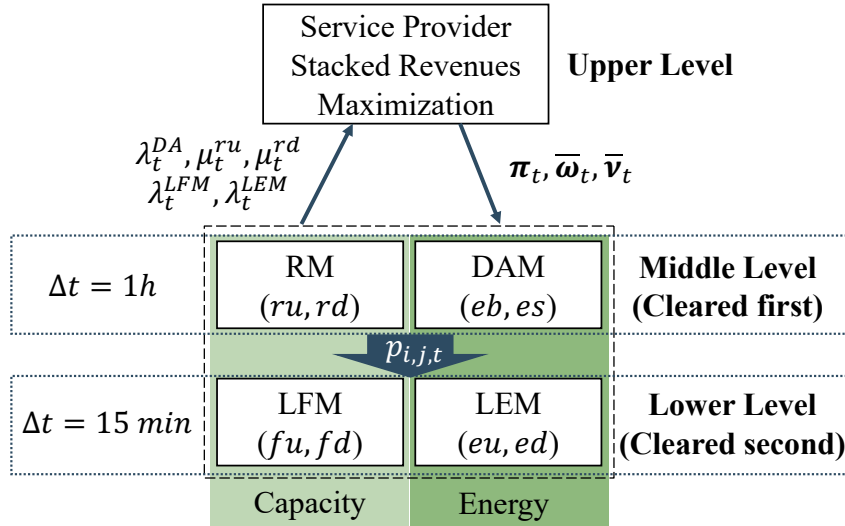 Service Provider
Stacked Revenues
Maximization
Upper Level
λ_t^{DA}, μ_t^{ru}, μ_t^{rd}
λ_t^{LFM}, λ_t^{LEM}
π_t, ω̅_t, ν̅_t
Δt = 1h
RM
(ru, rd)
DAM
(eb, es)
Middle Level
(Cleared first)
p_{i,j,t}
Δt = 15 min
LFM
(fu, fd)
LEM
(eu, ed)
Lower Level
(Cleared second)
Capacity
Energy